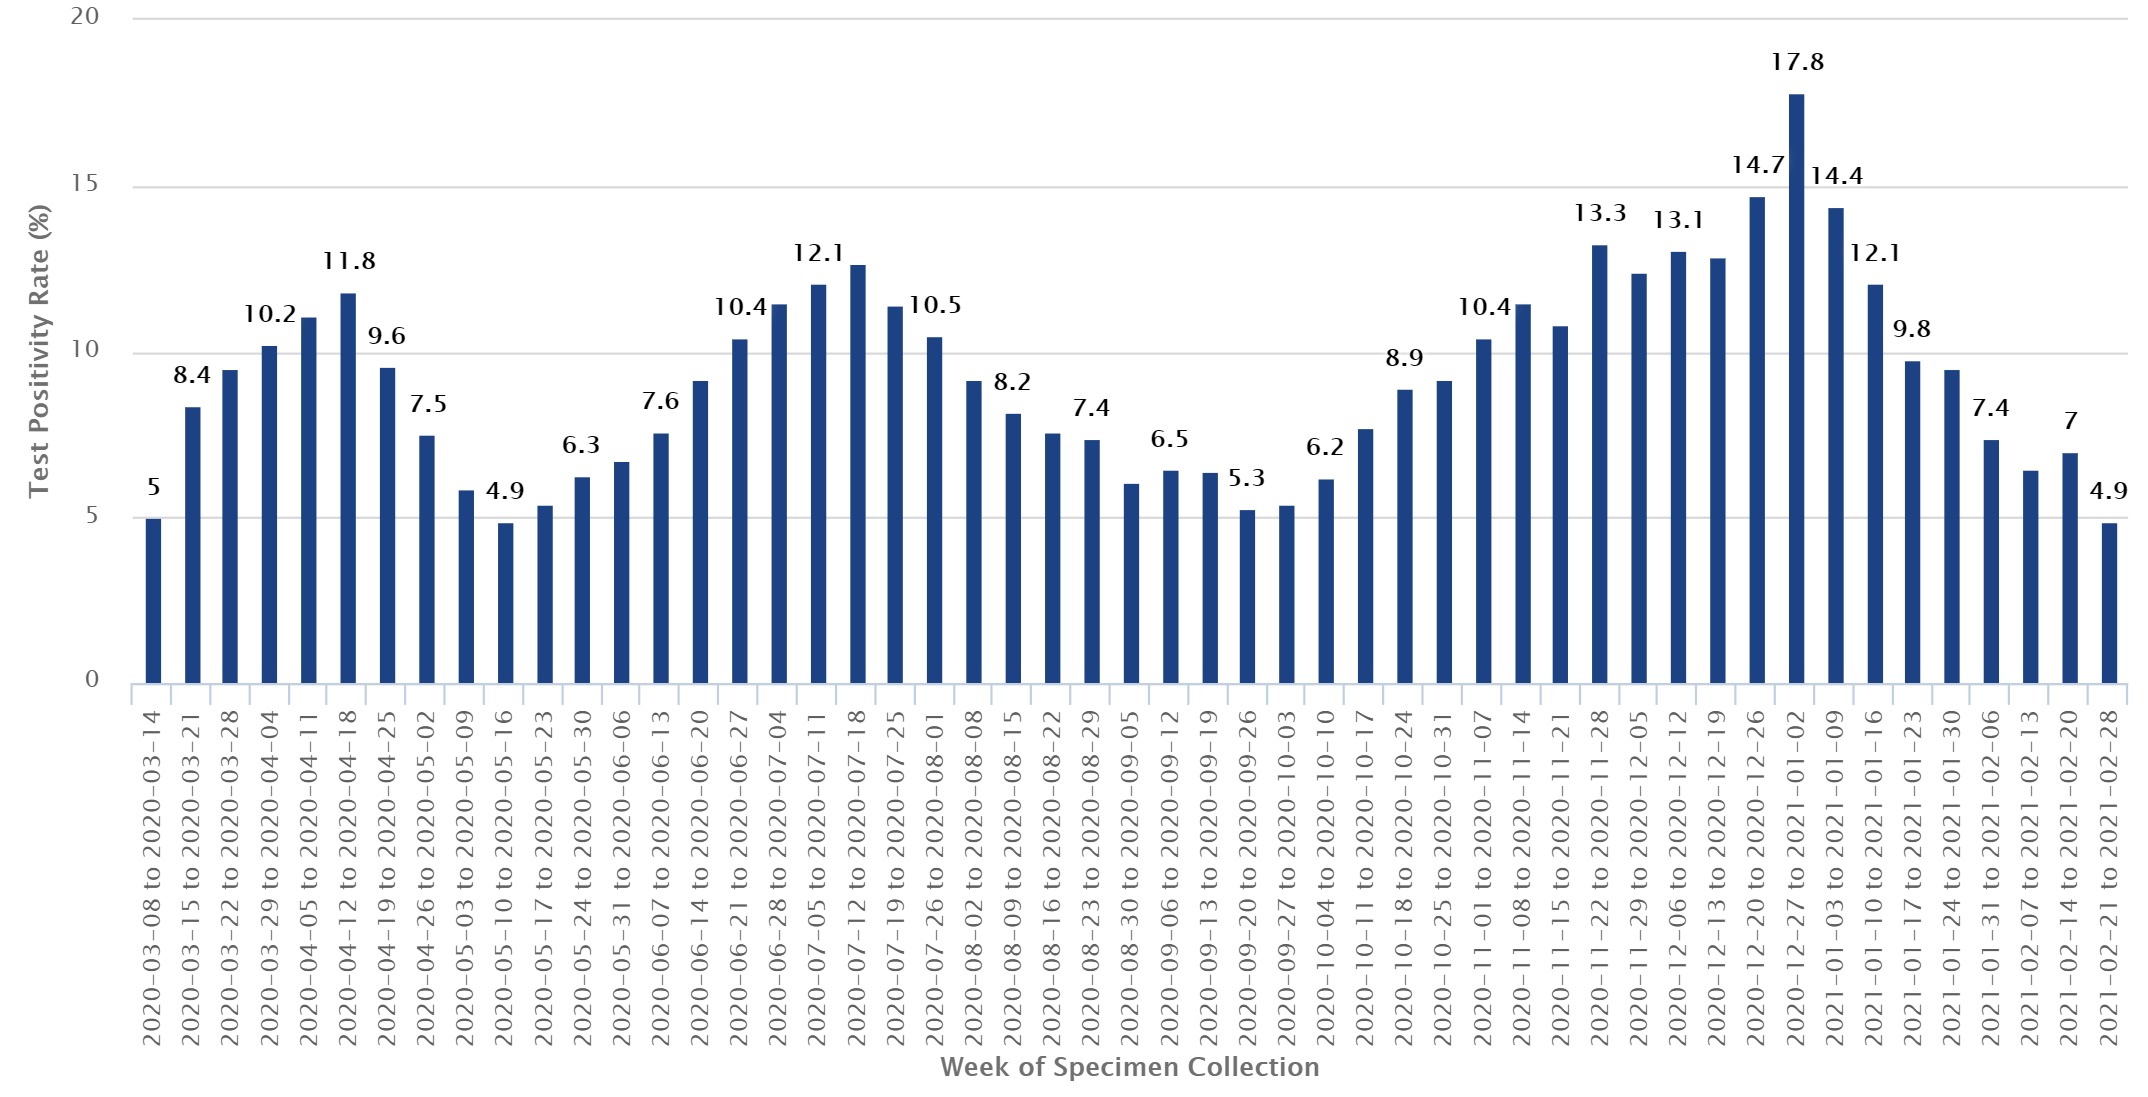 20
15
10
5
0
Test Positivity Rate (%)
5
8.4
10.2
11.8
9.6
7.5
4.9
6.3
7.6
10.4
12.1
10.5
8.2
7.4
6.5
5.3
6.2
8.9
10.4
13.3
13.1
14.7
17.8
14.4
12.1
9.8
7.4
7
4.9
2020-03-08 to 2020-03-14
2020-03-15 to 2020-03-21
2020-03-22 to 2020-03-28
2020-03-29 to 2020-04-04
2020-04-05 to 2020-04-11
2020-04-12 to 2020-04-18
2020-04-19 to 2020-04-25
2020-04-26 to 2020-05-02
2020-05-03 to 2020-05-09
2020-05-10 to 2020-05-16
2020-05-17 to 2020-05-23
2020-05-24 to 2020-05-30
2020-05-31 to 2020-06-06
2020-06-07 to 2020-06-13
2020-06-14 to 2020-06-20
2020-06-21 to 2020-06-27
2020-06-28 to 2020-07-04
2020-07-05 to 2020-07-11
2020-07-12 to 2020-07-18
2020-07-19 to 2020-07-25
2020-07-26 to 2020-08-01
2020-08-02 to 2020-08-08
2020-08-09 to 2020-08-15
2020-08-16 to 2020-08-22
2020-08-23 to 2020-08-29
2020-08-30 to 2020-09-05
2020-09-06 to 2020-09-12
2020-09-13 to 2020-09-19
2020-09-20 to 2020-09-26
2020-09-27 to 2020-10-03
2020-10-04 to 2020-10-10
2020-10-11 to 2020-10-17
2020-10-18 to 2020-10-24
2020-10-25 to 2020-10-31
2020-11-01 to 2020-11-07
2020-11-08 to 2020-11-14
2020-11-15 to 2020-11-21
2020-11-22 to 2020-11-28
2020-11-29 to 2020-12-05
2020-12-06 to 2020-12-12
2020-12-13 to 2020-12-19
2020-12-20 to 2020-12-26
2020-12-27 to 2021-01-02
2021-01-03 to 2021-01-09
2021-01-10 to 2021-01-16
2021-01-17 to 2021-01-23
2021-01-24 to 2021-01-30
2021-01-31 to 2021-02-06
2021-02-07 to 2021-02-13
2021-02-14 to 2021-02-20
2021-02-21 to 2021-02-28
Week of Specimen Collection